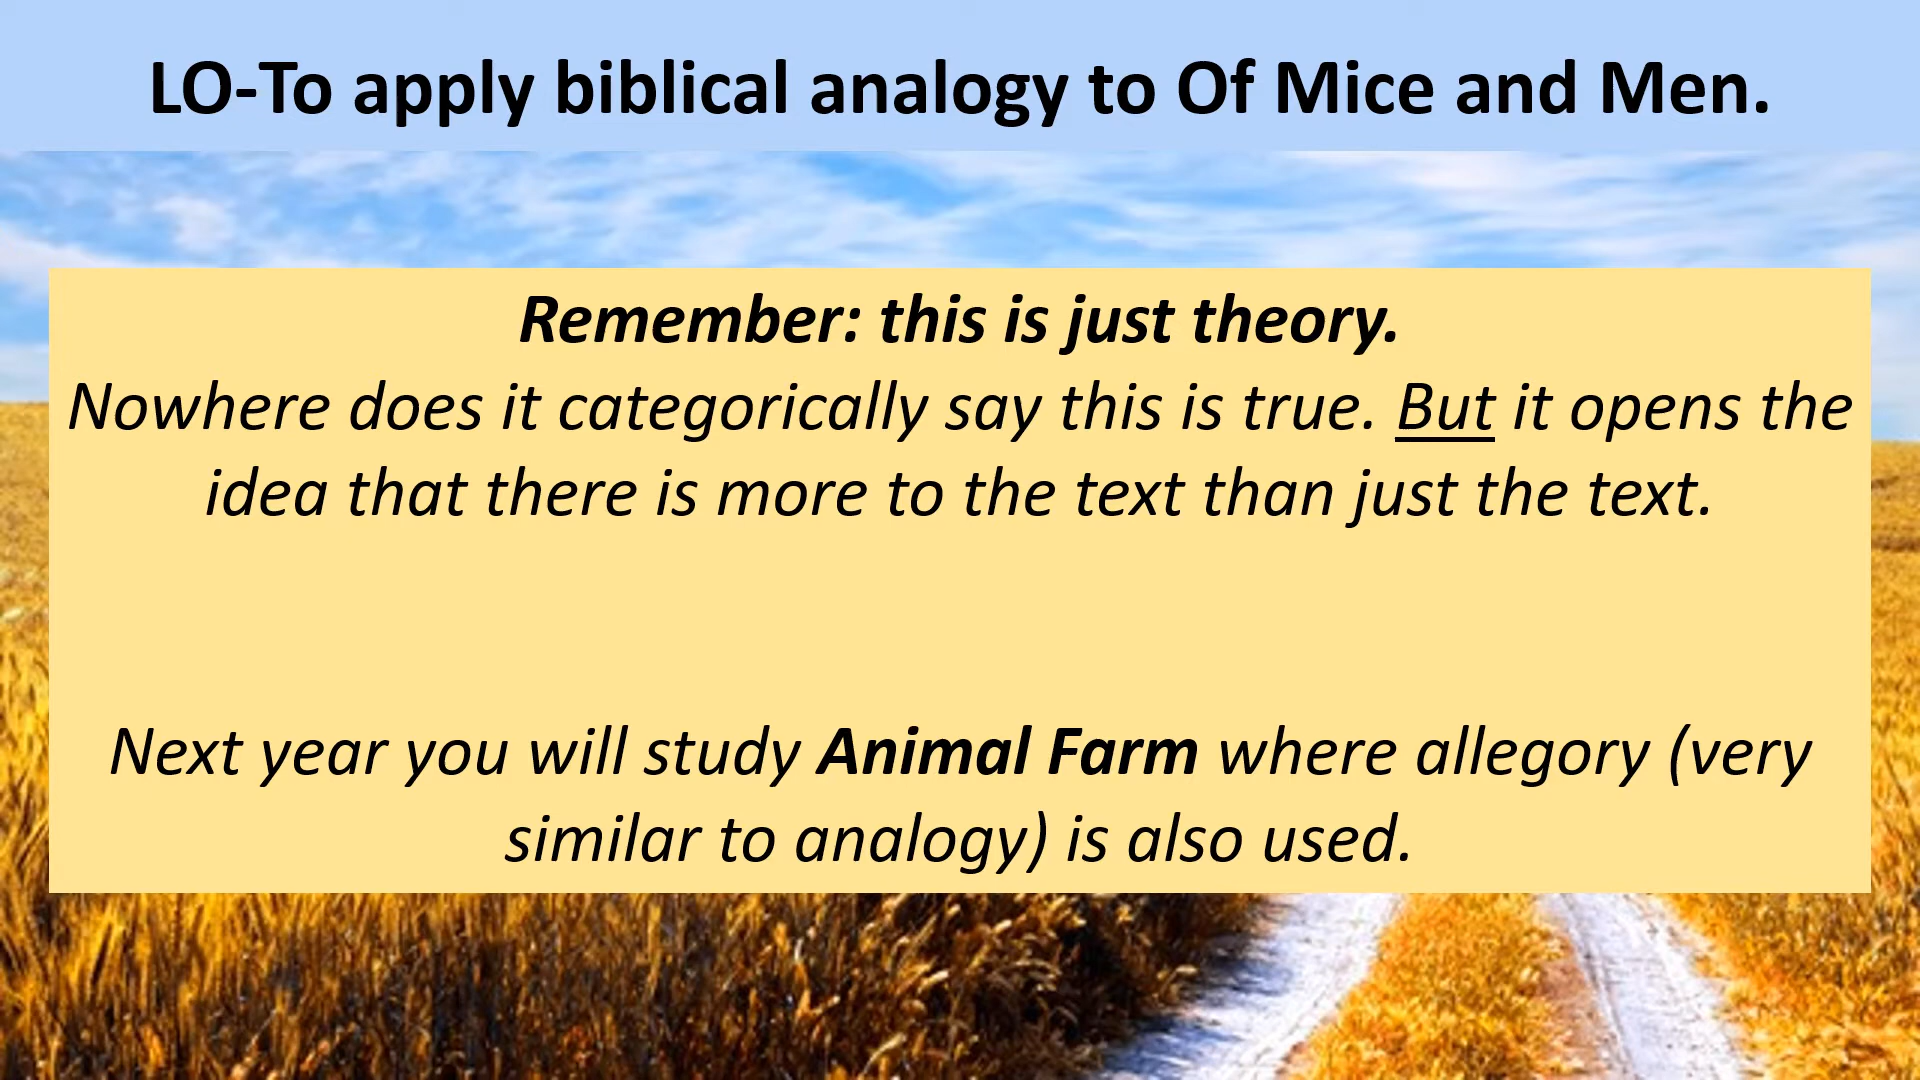 LO-To apply biblical analogy to Of Mice and Men.
Remember: this is just theory.
Nowhere does it categorically say this is true. But it opens the
idea that there is more to the text than just the text.
Next year you will study Animal Farm where allegory (very
similar to analogy) is also used.